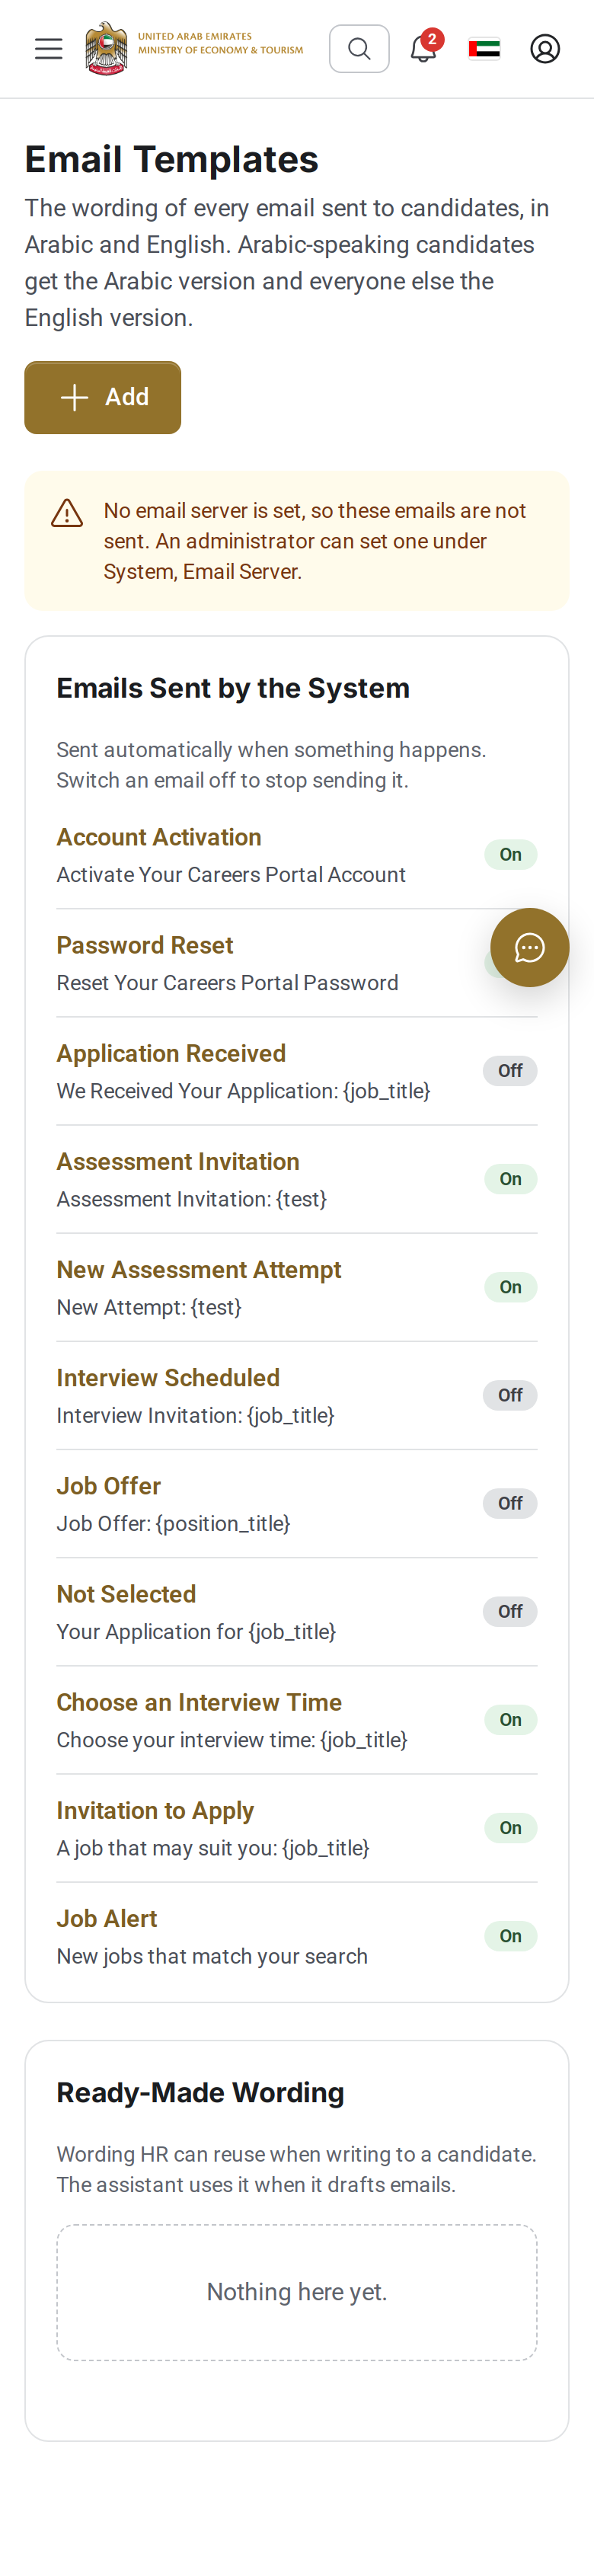 UNITED ARAB EMIRATES
MINISTRY OF ECONOMY & TOURISM
2
Email Templates
The wording of every email sent to candidates, in
Arabic and English. Arabic-speaking candidates
get the Arabic version and everyone else the
English version.
Add
No email server is set, so these emails are not
sent. An administrator can set one under
System, Email Server.
Emails Sent by the System
Sent automatically when something happens.
Switch an email off to stop sending it.
Account Activation
On
Activate Your Careers Portal Account
Password Reset
Reset Your Careers Portal Password
Application Received
Off
We Received Your Application: {job_title}
Assessment Invitation
On
Assessment Invitation: {test}
New Assessment Attempt
On
New Attempt: {test}
Interview Scheduled
Off
Interview Invitation: {job_title}
Job Offer
Off
Job Offer: {position_title}
Not Selected
Off
Your Application for {job_title}
Choose an Interview Time
On
Choose your interview time: {job_title}
Invitation to Apply
On
A job that may suit you: {job_title}
Job Alert
On
New jobs that match your search
Ready-Made Wording
Wording HR can reuse when writing to a candidate.
The assistant uses it when it drafts emails.
Nothing here yet.